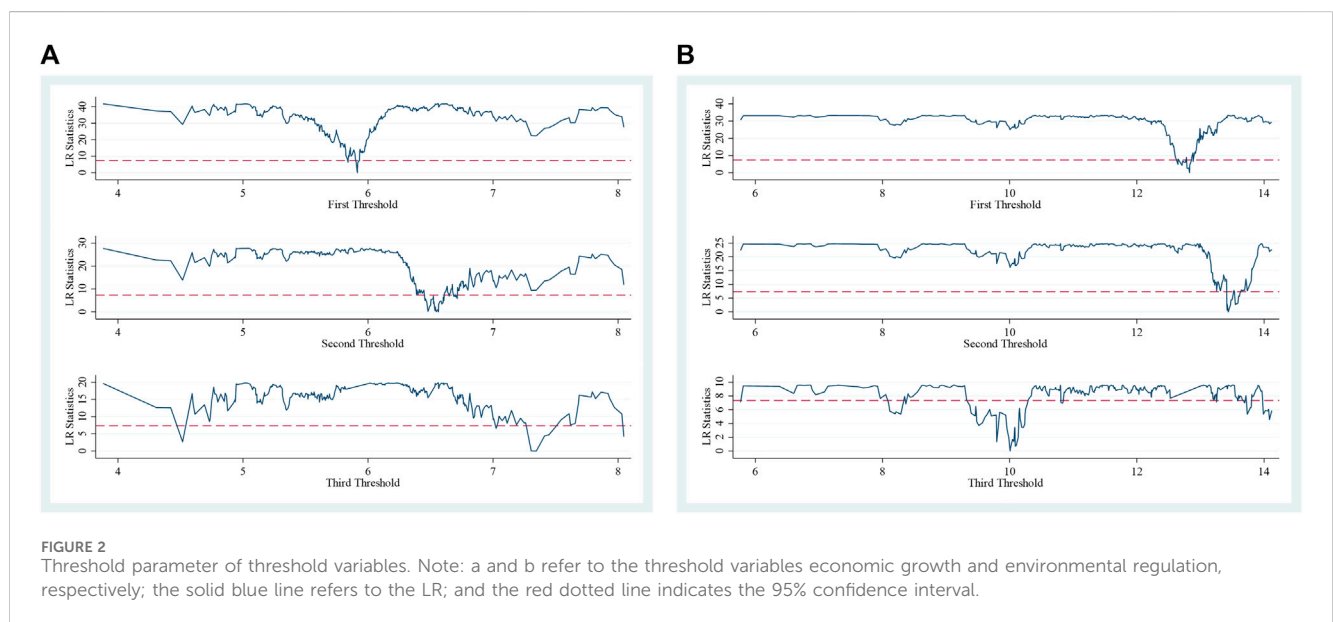 A
LR Statistics
0 10 20 30 40
4 5 6 7 8
First Threshold
LR Statistics
0 10 20 30
4 5 6 7 8
Second Threshold
LR Statistics
0 5 10 15 20
4 5 6 7 8
Third Threshold
B
LR Statistics
0 10 20 30 40
6 8 10 12 14
First Threshold
LR Statistics
0 5 10 15 20 25
6 8 10 12 14
Second Threshold
LR Statistics
0 2 4 6 8 10
6 8 10 12 14
Third Threshold
FIGURE 2
Threshold parameter of threshold variables. Note: a and b refer to the threshold variables economic growth and environmental regulation,
respectively; the solid blue line refers to the LR; and the red dotted line indicates the 95% confidence interval.